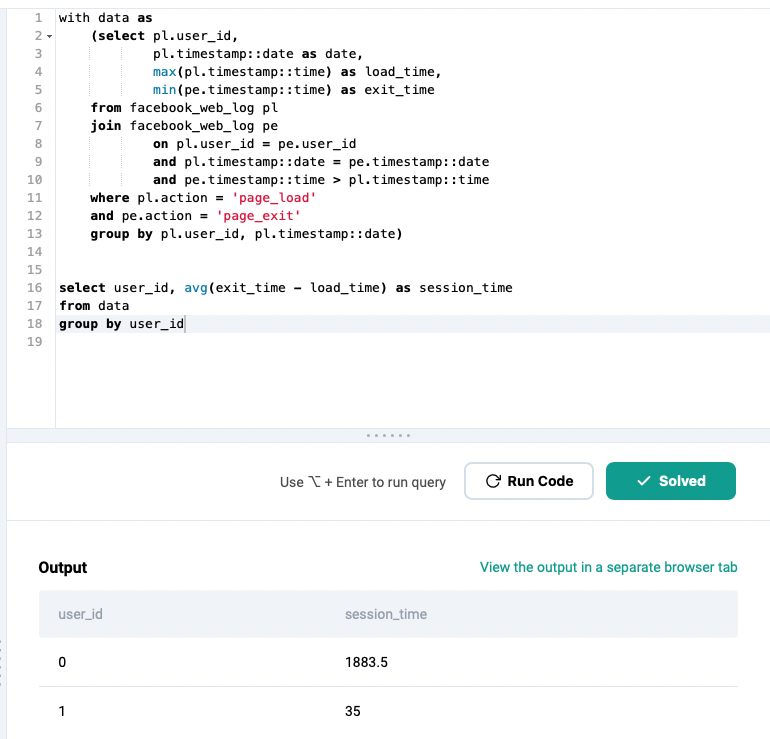 1 with data as
2 (select pl.user_id,
3 pl.timestamp::date as date,
4 max(pl.timestamp::time) as load_time,
5 min(pe.timestamp::time) as exit_time
6 from facebook_web_log pl
7 join facebook_web_log pe
8 on pl.user_id = pe.user_id
9 and pl.timestamp::date = pe.timestamp::date
10 and pe.timestamp::time > pl.timestamp::time
11 where pl.action = 'page_load'
12 and pe.action = 'page_exit'
13 group by pl.user_id, pl.timestamp::date)
14
15
16 select user_id, avg(exit_time - load_time) as session_time
17 from data
18 group by user_id
19
Use ⌥ + Enter to run query Run Code Solved
Output View the output in a separate browser tab
user_id session_time
0 1883.5
1 35